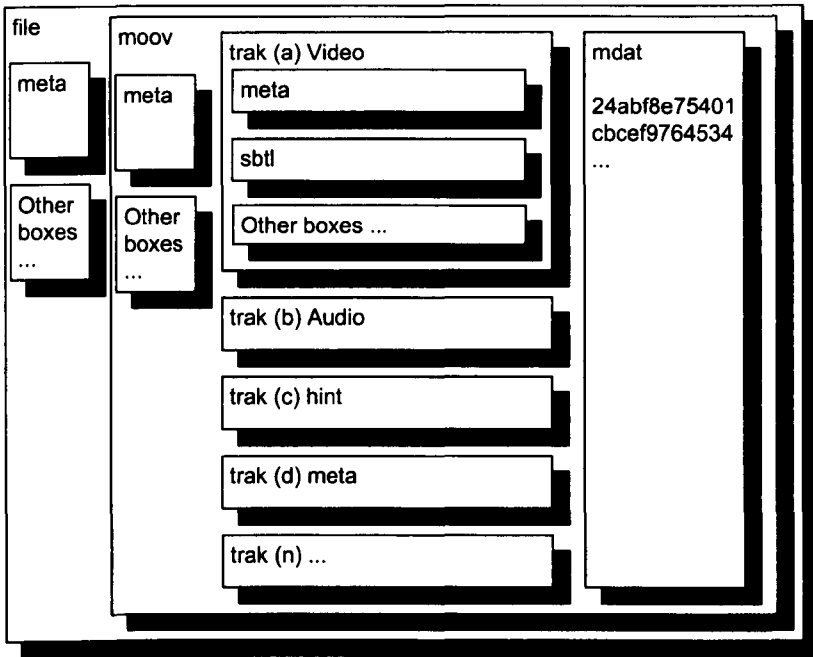 file
meta
Other
boxes
...
moov
meta
Other
boxes
...
trak (a) Video
meta
sbtl
Other boxes ...
trak (b) Audio
trak (c) hint
trak (d) meta
trak (n) ...
mdat
24abf8e75401
cbcef9764534
...